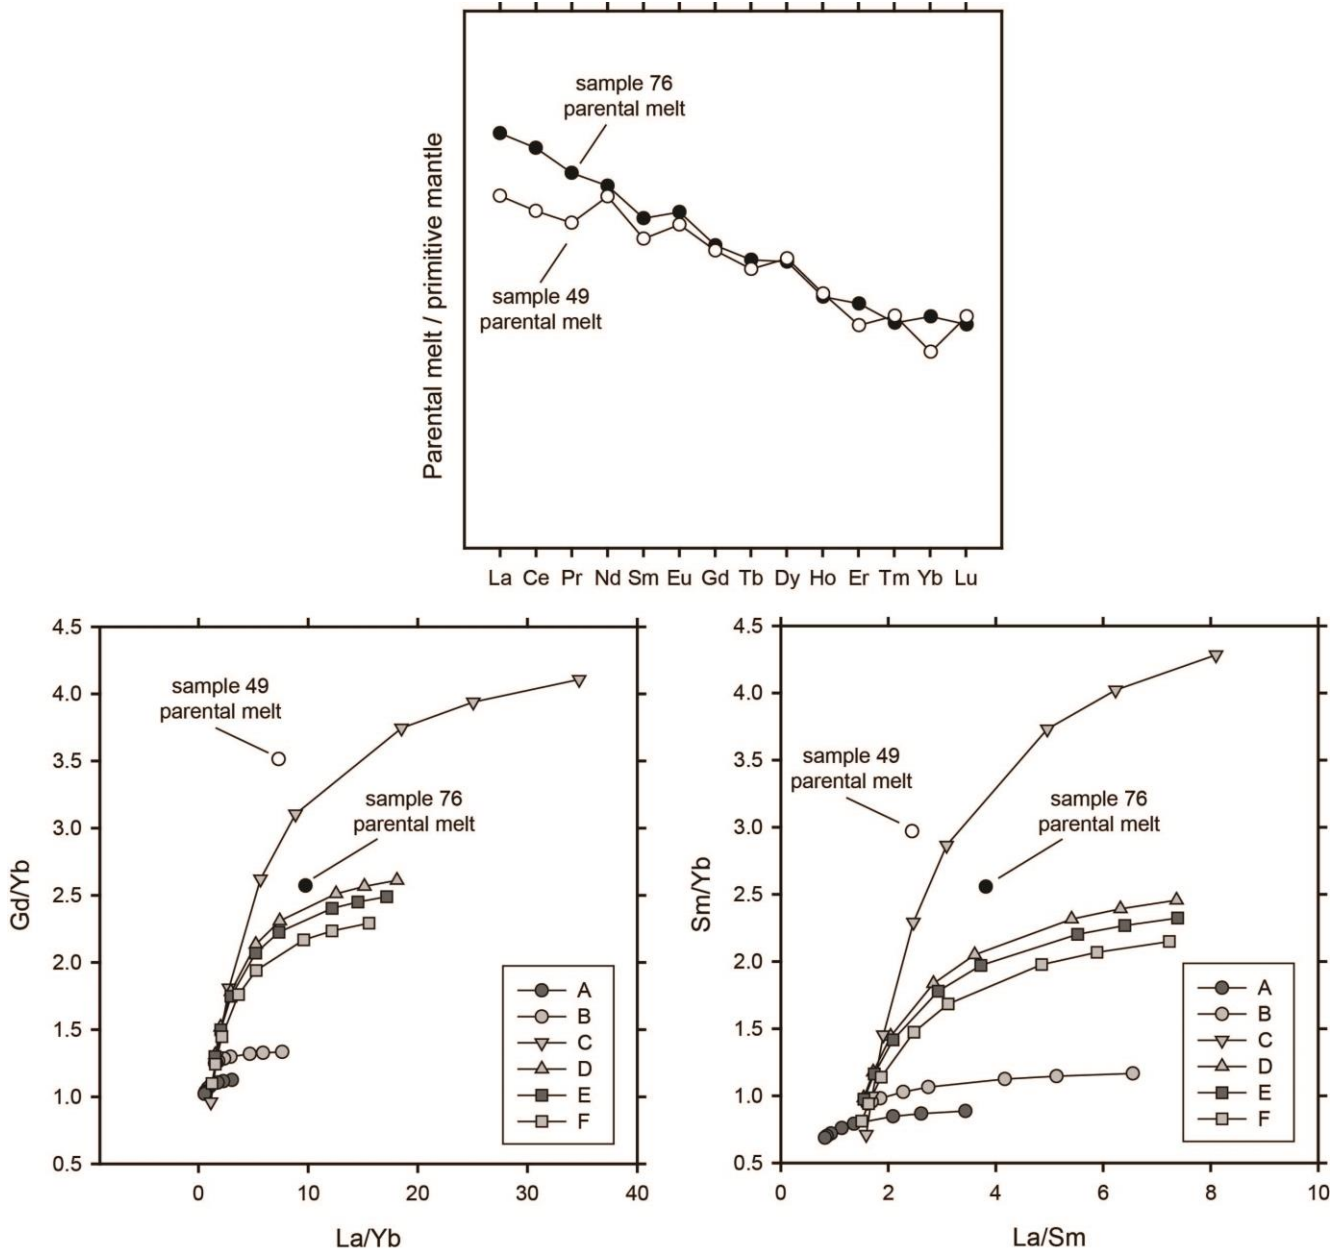 sample 76
parental melt
sample 49
parental melt
Parental melt / primitive mantle
La Ce Pr Nd Sm Eu Gd Tb Dy Ho Er Tm Yb Lu
4.5
4.0
3.5
3.0
2.5
2.0
1.5
1.0
0.5
Gd/Yb
sample 49
parental melt
sample 76
parental melt
A
B
C
D
E
F
0 10 20 30 40
La/Yb
4.5
4.0
3.5
3.0
2.5
2.0
1.5
1.0
0.5
Sm/Yb
sample 49
parental melt
sample 76
parental melt
A
B
C
D
E
F
0 2 4 6 8 10
La/Sm